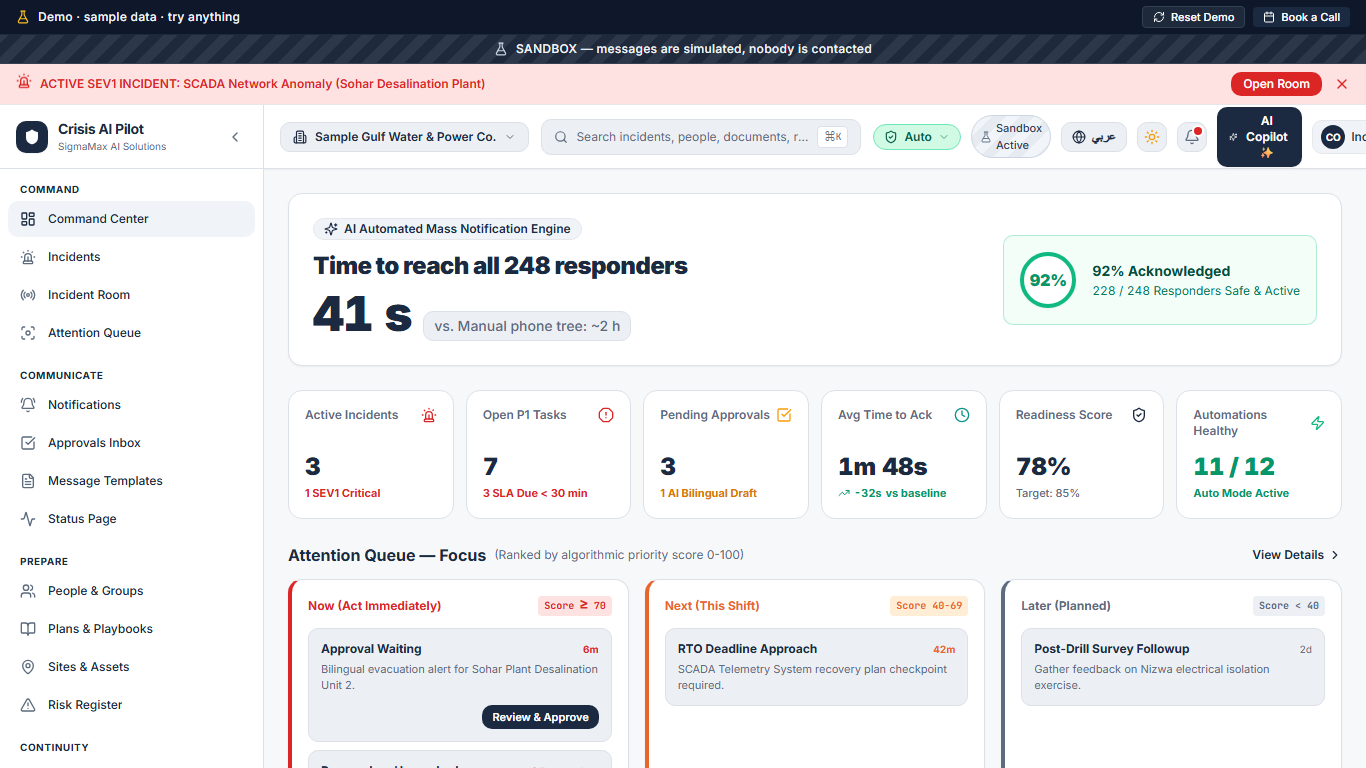 Demo · sample data · try anything
Reset Demo
Book a Call
SANDBOX — messages are simulated, nobody is contacted
ACTIVE SEV1 INCIDENT: SCADA Network Anomaly (Sohar Desalination Plant)
Open Room
Crisis AI Pilot
SigmaMax AI Solutions
Sample Gulf Water & Power Co.
Search incidents, people, documents, r...
⌘K
Auto
Sandbox
Active
عربي
AI
Copilot
✨
CO
COMMAND
Command Center
Incidents
Incident Room
Attention Queue
COMMUNICATE
Notifications
Approvals Inbox
Message Templates
Status Page
PREPARE
People & Groups
Plans & Playbooks
Sites & Assets
Risk Register
CONTINUITY
AI Automated Mass Notification Engine
Time to reach all 248 responders
41 s
vs. Manual phone tree: ~2 h
92%
92% Acknowledged
228 / 248 Responders Safe & Active
Active Incidents
3
1 SEV1 Critical
Open P1 Tasks
7
3 SLA Due < 30 min
Pending Approvals
3
1 AI Bilingual Draft
Avg Time to Ack
1m 48s
-32s vs baseline
Readiness Score
78%
Target: 85%
Automations
Healthy
11 / 12
Auto Mode Active
Attention Queue — Focus
(Ranked by algorithmic priority score 0-100)
View Details
Now (Act Immediately)
Score ≥ 70
Approval Waiting
6m
Bilingual evacuation alert for Sohar Plant Desalination
Unit 2.
Review & Approve
Next (This Shift)
Score 40-69
RTO Deadline Approach
42m
SCADA Telemetry System recovery plan checkpoint
required.
Later (Planned)
Score < 40
Post-Drill Survey Followup
2d
Gather feedback on Nizwa electrical isolation
exercise.